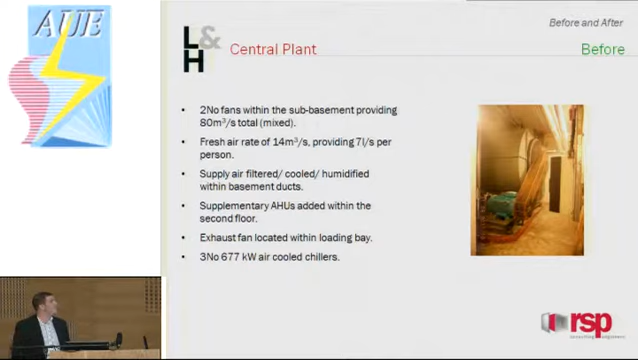 AUE
L&H
Before and After
Central Plant
Before
• 2No fans within the sub-basement providing
80m³/s total (mixed).
• Fresh air rate of 14m³/s, providing 7l/s per
person.
• Supply air filtered/ cooled/ humidified
within basement ducts.
• Supplementary AHUs added within the
second floor.
• Exhaust fan located within loading bay.
• 3No 677 kW air cooled chillers.
rsp